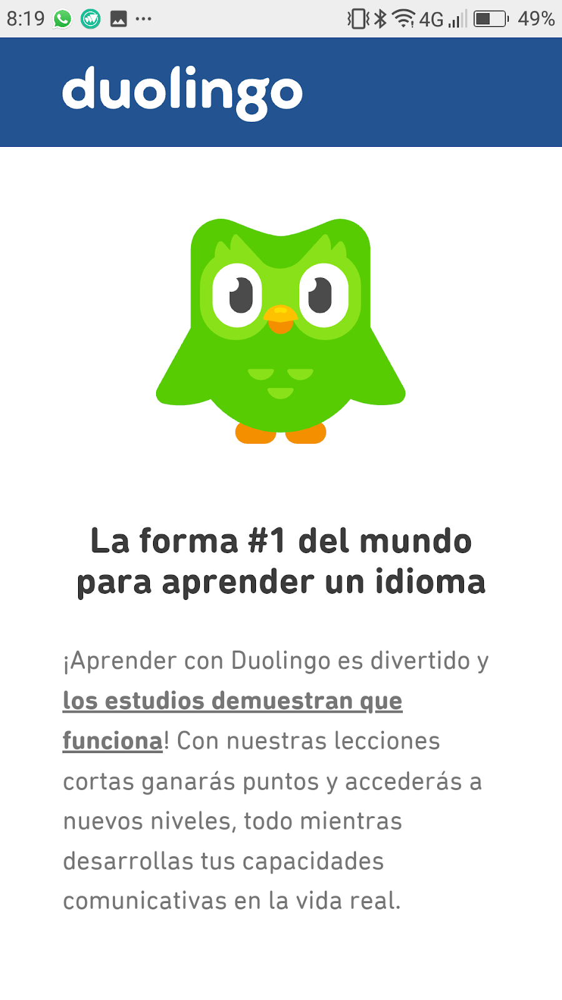 8:19 4G 49%
duolingo
La forma #1 del mundo
para aprender un idioma
¡Aprender con Duolingo es divertido y
los estudios demuestran que
funciona! Con nuestras lecciones
cortas ganarás puntos y accederás a
nuevos niveles, todo mientras
desarrollas tus capacidades
comunicativas en la vida real.